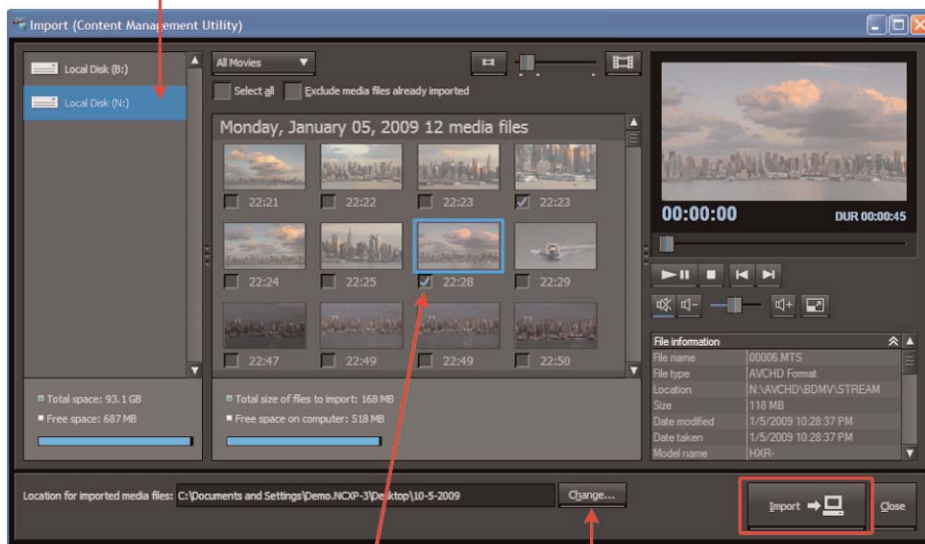 Import (Content Management Utility)
Local Disk (B:)
Local Disk (N:)
Total space: 93.1 GB
Free space: 687 MB
All Movies
Select all
Exclude media files already imported
Monday, January 05, 2009 12 media files
22:21
22:22
22:23
22:23
22:24
22:25
22:28
22:29
22:47
22:49
22:49
22:50
Total size of files to import: 168 MB
Free space on computer: 518 MB
00:00:00
DUR 00:00:45
File information
File name 00006.MTS
File type AVCHD Format
Location N:\AVCHD\BDMV\STREAM
Size 118 MB
Date modified 1/5/2009 10:28:37 PM
Date taken 1/5/2009 10:28:37 PM
Model name HXR-
Location for imported media files: C:\Documents and Settings\Demo.NCXP-3\Desktop\10-5-2009
Change...
Import
Close